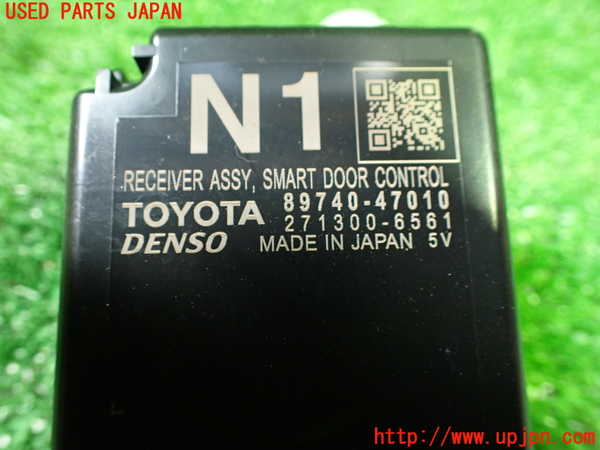 USED PARTS JAPAN
N1
RECEIVER ASSY, SMART DOOR CONTROL
TOYOTA 89740-47010
271300-6561
DENSO MADE IN JAPAN 5V
http://www.upjpn.com/